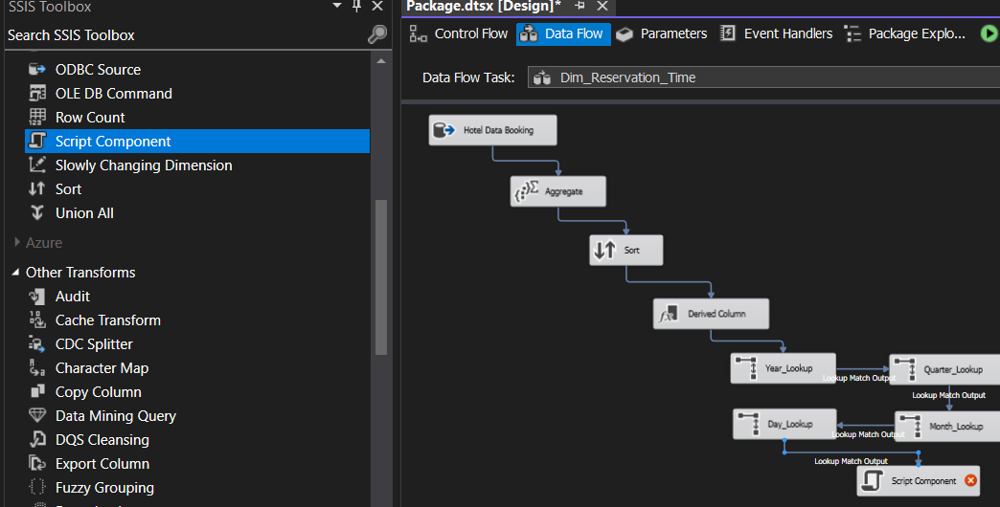 SSIS Toolbox
Search SSIS Toolbox
ODBC Source
OLE DB Command
Row Count
Script Component
Slowly Changing Dimension
Sort
Union All
Azure
Other Transforms
Audit
Cache Transform
CDC Splitter
Character Map
Copy Column
Data Mining Query
DQS Cleansing
Export Column
Fuzzy Grouping
Package.dtsx [Design]*
Control Flow
Data Flow
Parameters
Event Handlers
Package Explo...
Data Flow Task:
Dim_Reservation_Time
Hotel Data Booking
Aggregate
Sort
Derived Column
Year_Lookup
Lookup Match Output
Quarter_Lookup
Lookup Match Output
Day_Lookup
Lookup Match Output
Month_Lookup
Lookup Match Output
Script Component